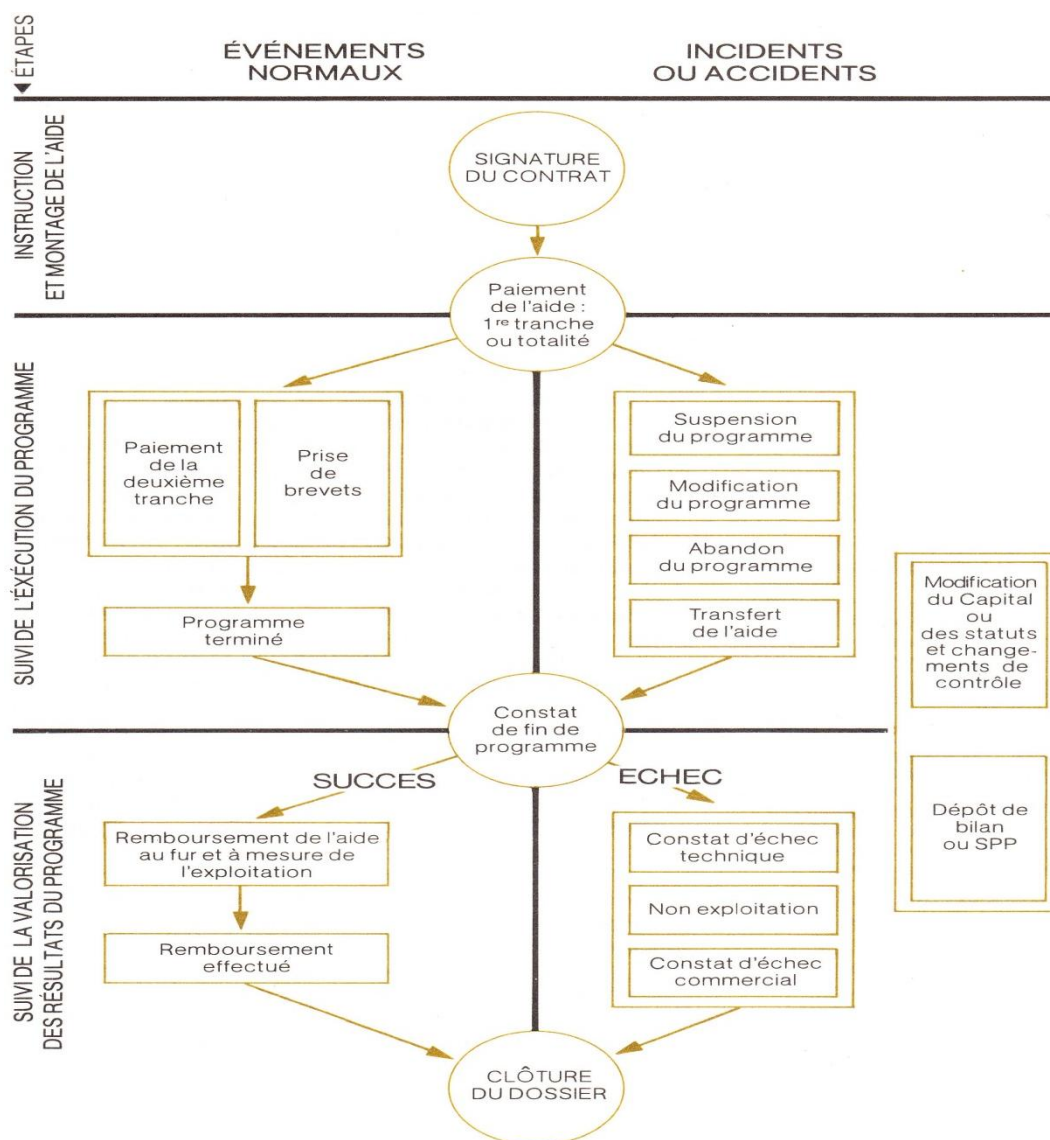 ◀ ÉTAPES
ÉVÉNEMENTS
NORMAUX
INCIDENTS
OU ACCIDENTS
INSTRUCTION
ET MONTAGE DE L'AIDE
SIGNATURE
DU CONTRAT
Paiement
de l'aide :
1re tranche
ou totalité
SUIVI DE L'ÉXÉCUTION DU PROGRAMME
Paiement
de la
deuxième
tranche
Prise
de
brevets
Programme
terminé
Suspension
du programme
Modification
du programme
Abandon
du programme
Transfert
de l'aide
Modification
du Capital
ou
des statuts
et change-
ments de
contrôle
Dépôt de
bilan
ou SPP
Constat
de fin de
programme
SUIVI DE LA VALORISATION
DES RÉSULTATS DU PROGRAMME
SUCCES
ECHEC
Remboursement de l'aide
au fur et à mesure de
l'exploitation
Remboursement
effectué
Constat d'échec
technique
Non exploitation
Constat d'échec
commercial
CLÔTURE
DU DOSSIER